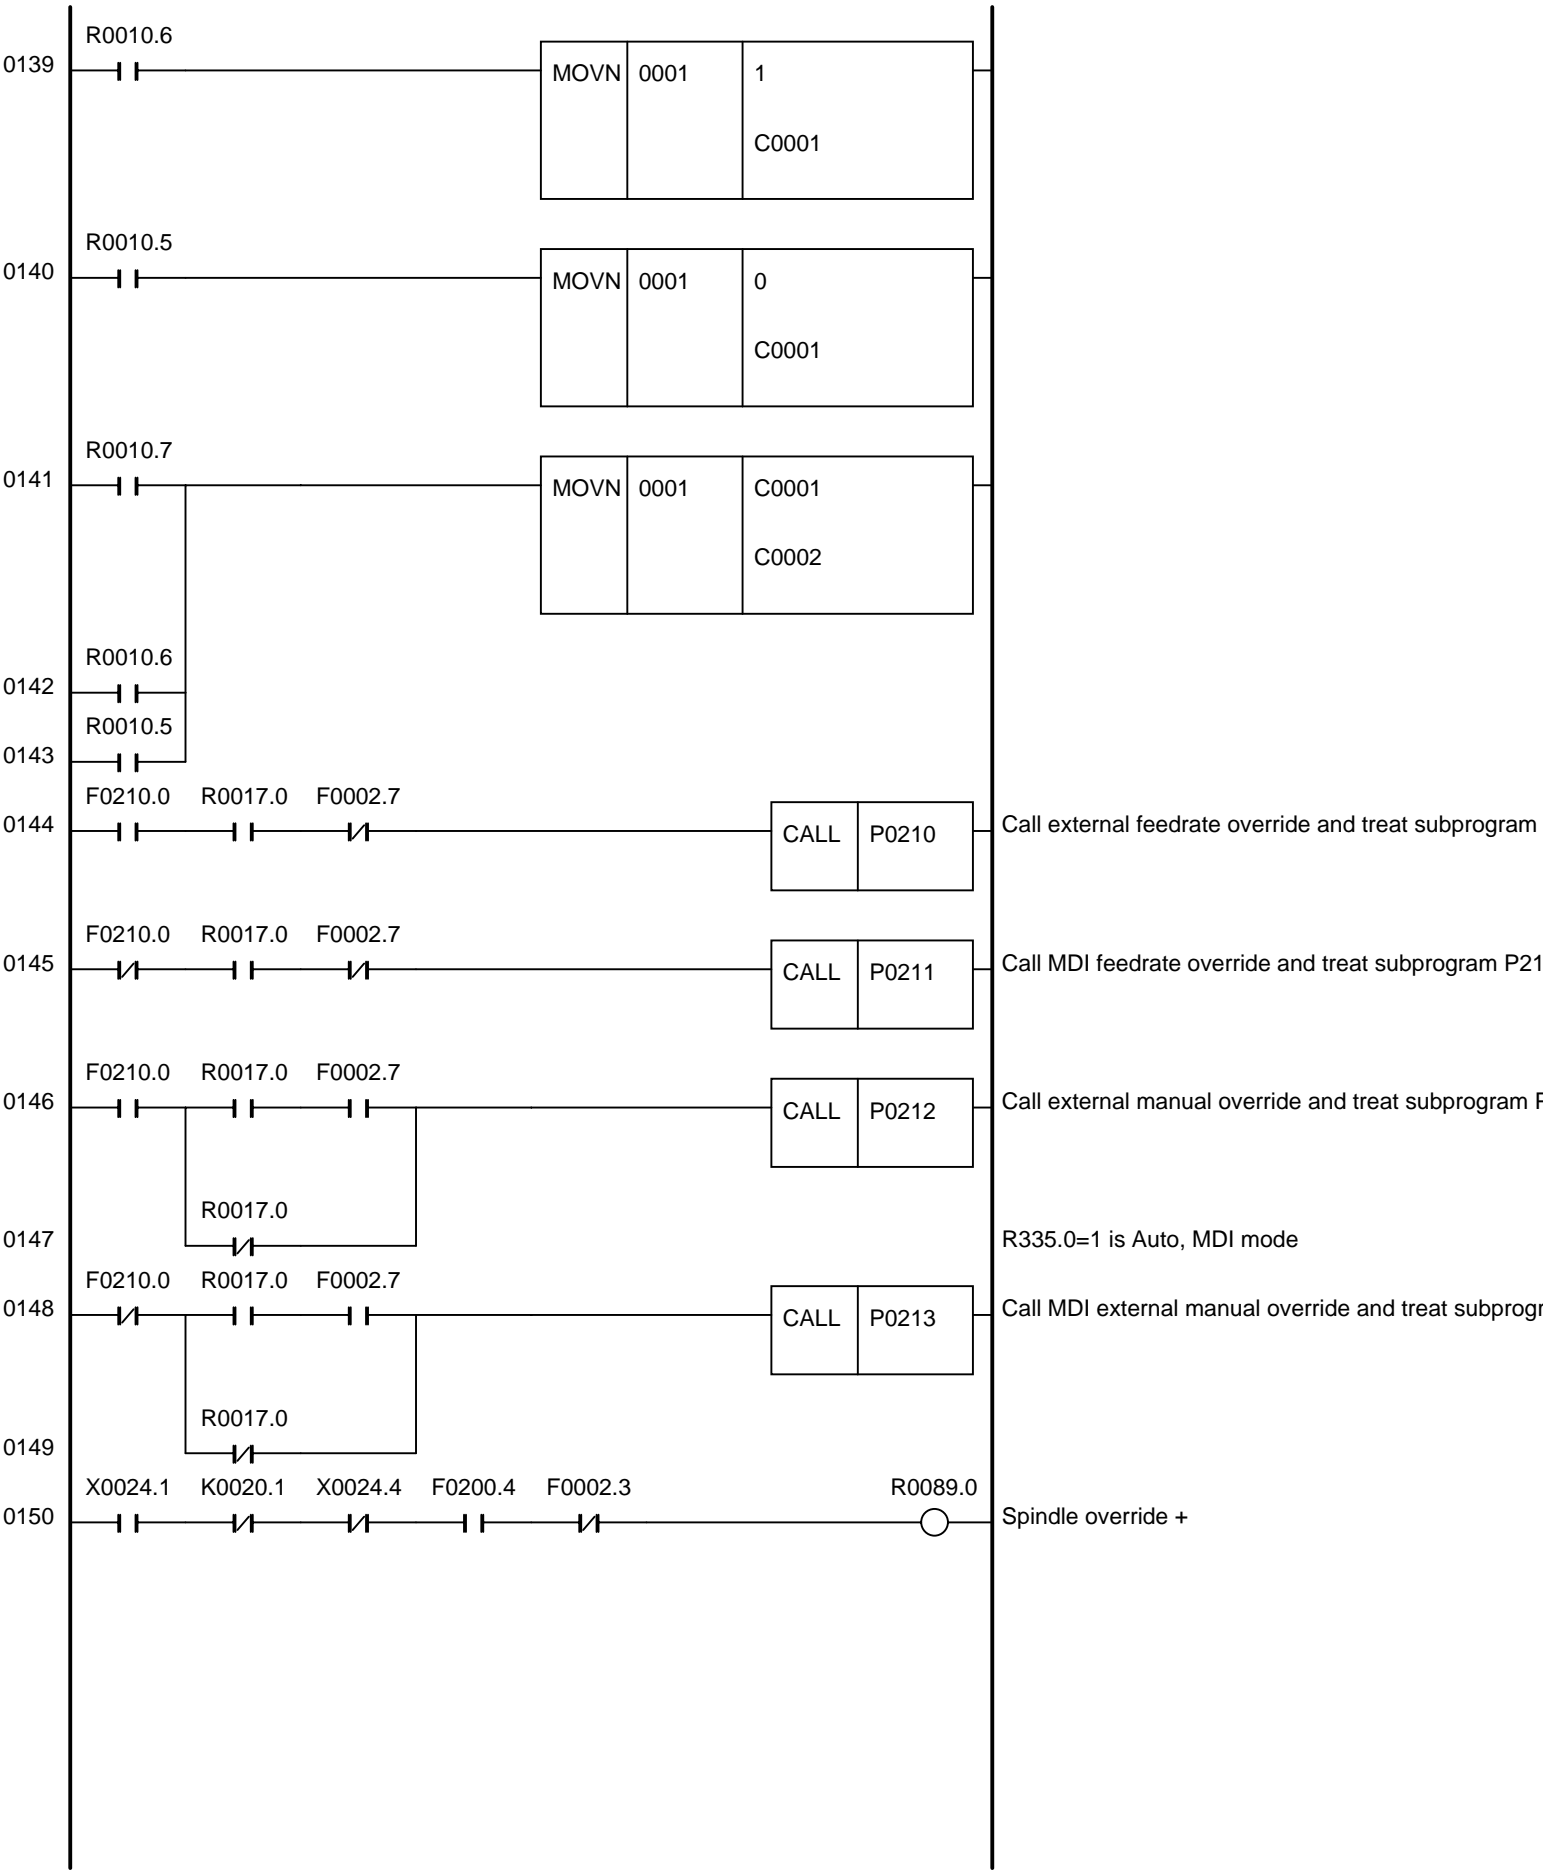 R0010.6
0139 MOVN 0001 1
C0001
R0010.5
0140 MOVN 0001 0
C0001
R0010.7
0141 MOVN 0001 C0001
C0002
R0010.6
0142
R0010.5
0143
F0210.0 R0017.0 F0002.7
0144 CALL P0210 Call external feedrate override and treat subprogram
F0210.0 R0017.0 F0002.7
0145 CALL P0211 Call MDI feedrate override and treat subprogram P21
F0210.0 R0017.0 F0002.7
0146 CALL P0212 Call external manual override and treat subprogram
R0017.0
0147 R335.0=1 is Auto, MDI mode
F0210.0 R0017.0 F0002.7
0148 CALL P0213 Call MDI external manual override and treat
R0017.0
0149
X0024.1 K0020.1 X0024.4 F0200.4 F0002.3 R0089.0
0150 Spindle override +